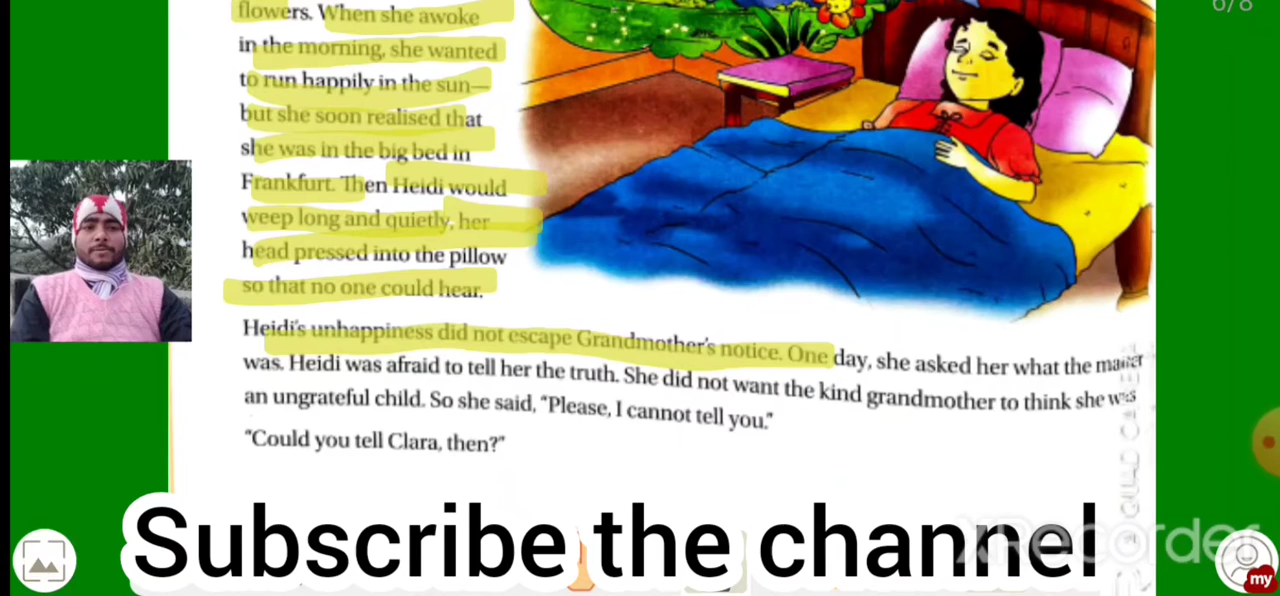 6/8
flowers. When she awoke
in the morning, she wanted
to run happily in the sun—
but she soon realised that
she was in the big bed in
Frankfurt. Then Heidi would
weep long and quietly, her
head pressed into the pillow
so that no one could hear.
Heidi's unhappiness did not escape Grandmother's notice. One day, she asked her what the matter
was. Heidi was afraid to tell her the truth. She did not want the kind grandmother to think she was
an ungrateful child. So she said, "Please, I cannot tell you."
"Could you tell Clara, then?"
Subscribe the channel
XRecorder
my